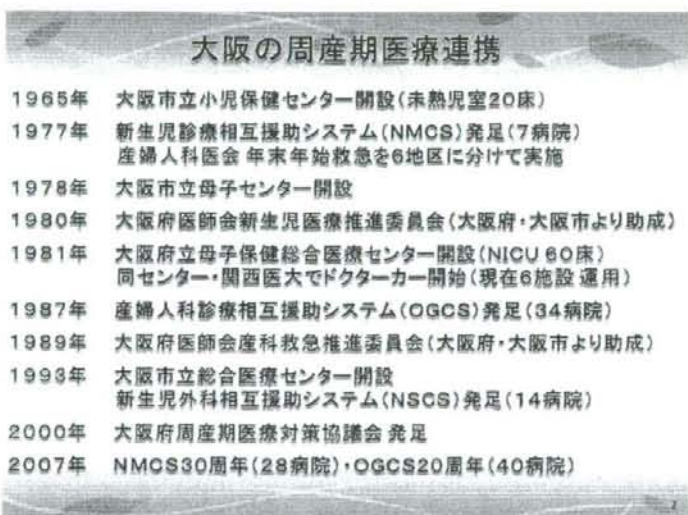 大阪の周産期医療連携
1965年 大阪市立小児保健センター開設(未熟児室20床)
1977年 新生児診療相互援助システム(NMCS)発足(7病院)
産婦人科医会 年末年始救急を6地区に分けて実施
1978年 大阪市立母子センター開設
1980年 大阪府医師会新生児医療推進委員会(大阪府・大阪市より助成)
1981年 大阪府立母子保健総合医療センター開設(NICU 60床)
同センター・関西医大でドクターカー開始(現在6施設 運用)
1987年 産婦人科診療相互援助システム(OGCS)発足(34病院)
1989年 大阪府医師会産科救急推進委員会(大阪府・大阪市より助成)
1993年 大阪市立総合医療センター開設
新生児外科相互援助システム(NSCS)発足(14病院)
2000年 大阪府周産期医療対策協議会 発足
2007年 NMCS30周年(28病院)・OGCS20周年(40病院)